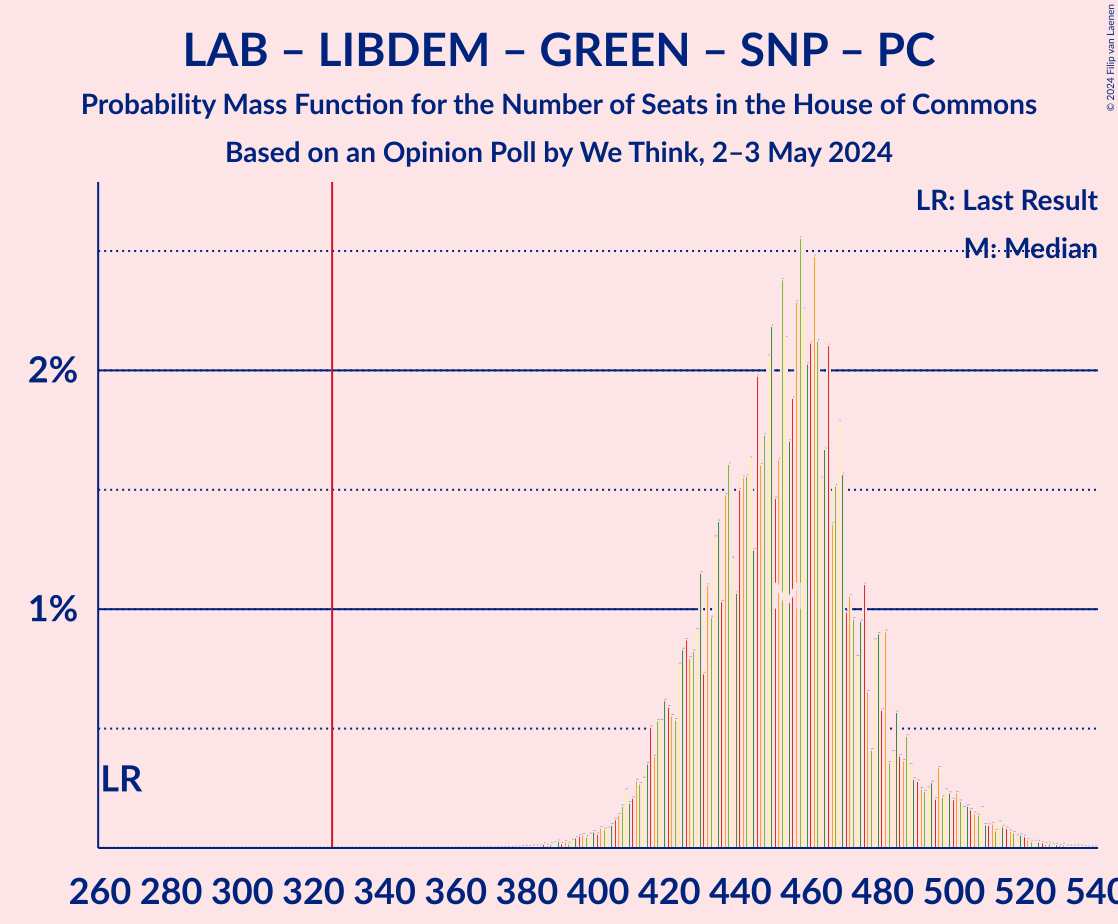 LAB – LIBDEM – GREEN – SNP – PC
Probability Mass Function for the Number of Seats in the House of Commons
Based on an Opinion Poll by We Think, 2–3 May 2024
© 2024 Filip van Laenen
LR: Last Result
M: Median
2%
1%
LR
260 280 300 320 340 360 380 400 420 440 460 480 500 520 540